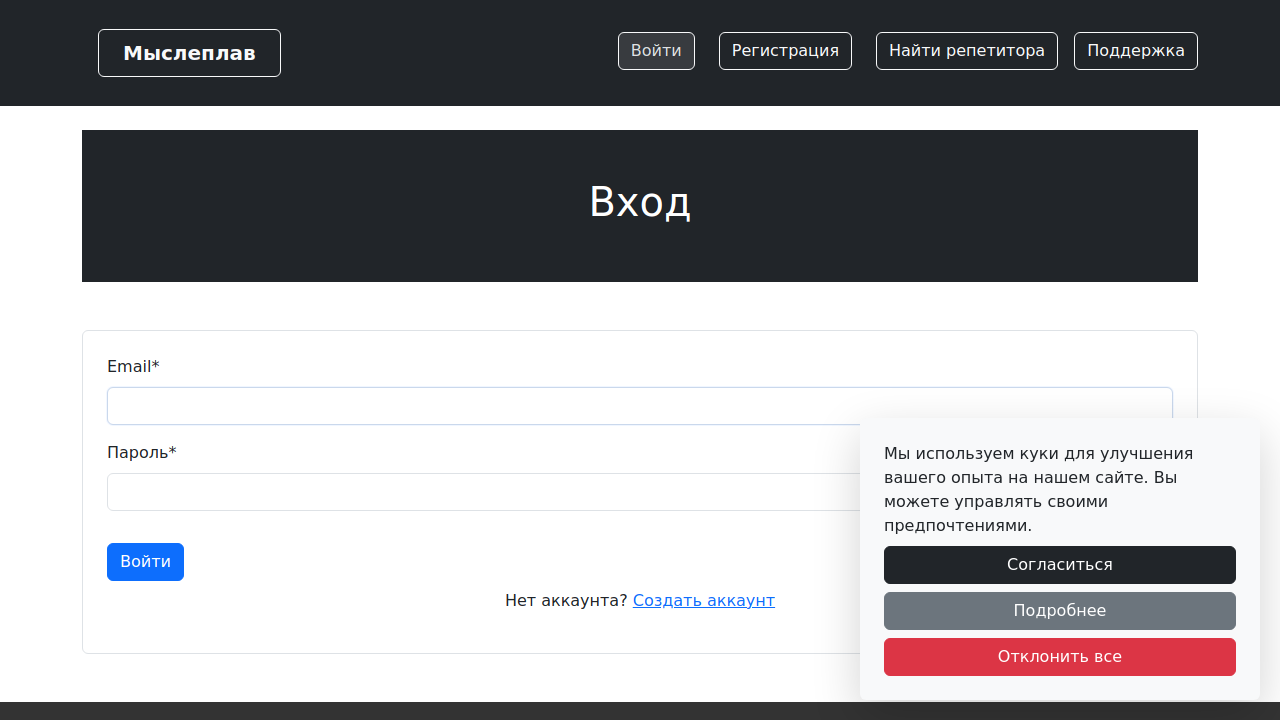 Мыслеплав
Войти
Регистрация
Найти репетитора
Поддержка
Вход
Email*
Пароль*
Войти
Нет аккаунта? Создать аккаунт
Мы используем куки для улучшения
вашего опыта на нашем сайте. Вы
можете управлять своими
предпочтениями.
Согласиться
Подробнее
Отклонить все